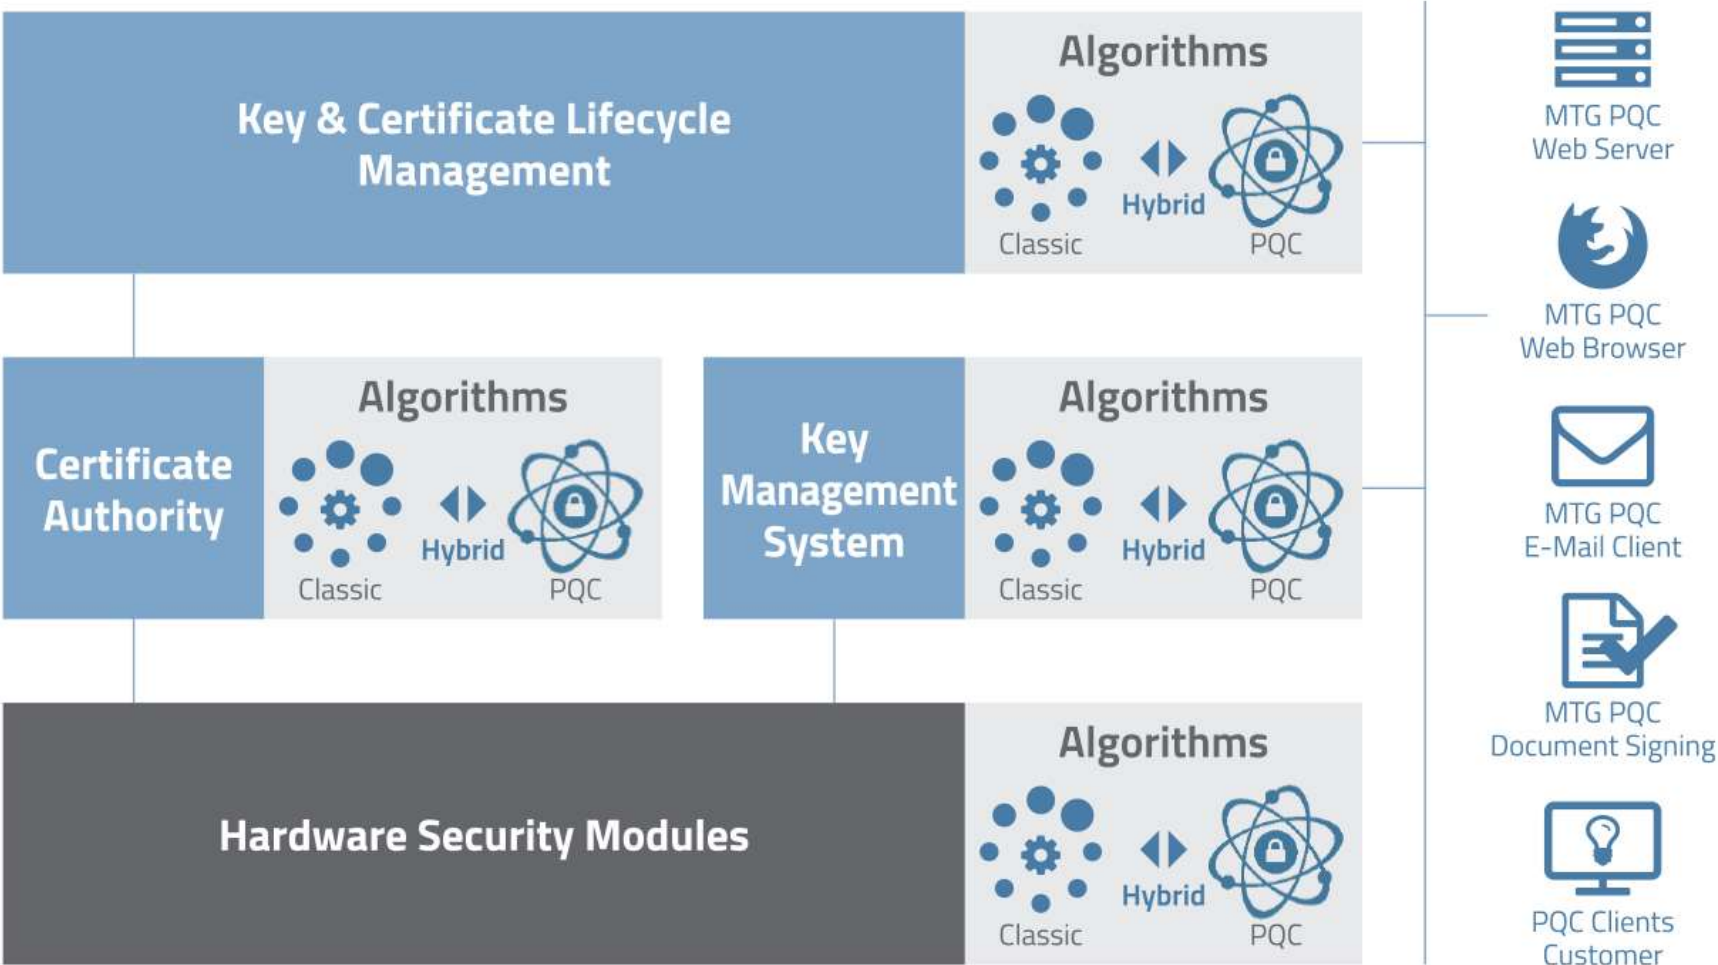 Key & Certificate Lifecycle
Management
Algorithms
Hybrid
Classic
PQC
Certificate
Authority
Algorithms
Hybrid
Classic
PQC
Key
Management
System
Algorithms
Hybrid
Classic
PQC
Hardware Security Modules
Algorithms
Hybrid
Classic
PQC
MTG PQC
Web Server
MTG PQC
Web Browser
MTG PQC
E-Mail Client
MTG PQC
Document Signing
PQC Clients
Customer